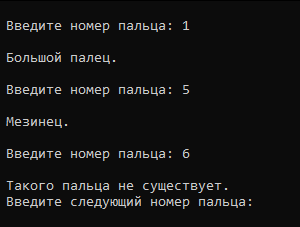 Введите номер пальца: 1
Большой палец.
Введите номер пальца: 5
Мезинец.
Введите номер пальца: 6
Такого пальца не существует.
Введите следующий номер пальца: